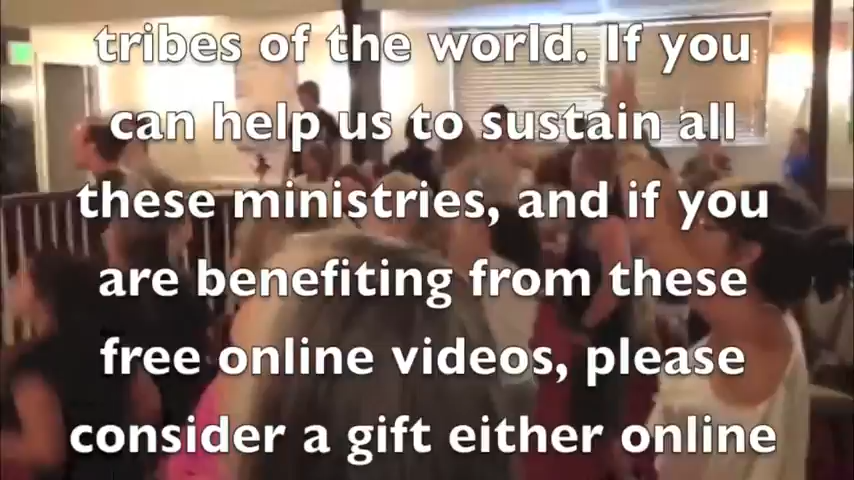 tribes of the world. If you
can help us to sustain all
these ministries, and if you
are benefiting from these
free online videos, please
consider a gift either online